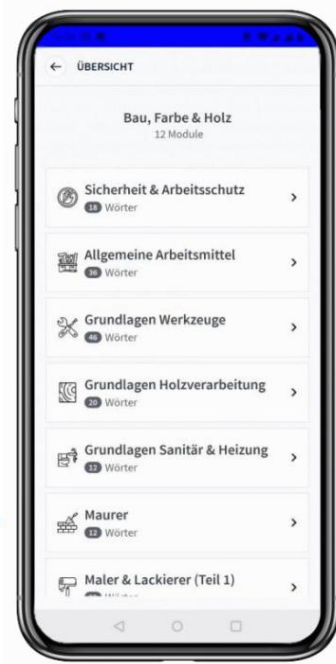 ÜBERSICHT
Bau, Farbe & Holz
12 Module
Sicherheit & Arbeitsschutz
18 Wörter
Allgemeine Arbeitsmittel
36 Wörter
Grundlagen Werkzeuge
46 Wörter
Grundlagen Holzverarbeitung
20 Wörter
Grundlagen Sanitär & Heizung
12 Wörter
Maurer
12 Wörter
Maler & Lackierer (Teil 1)
Wörter